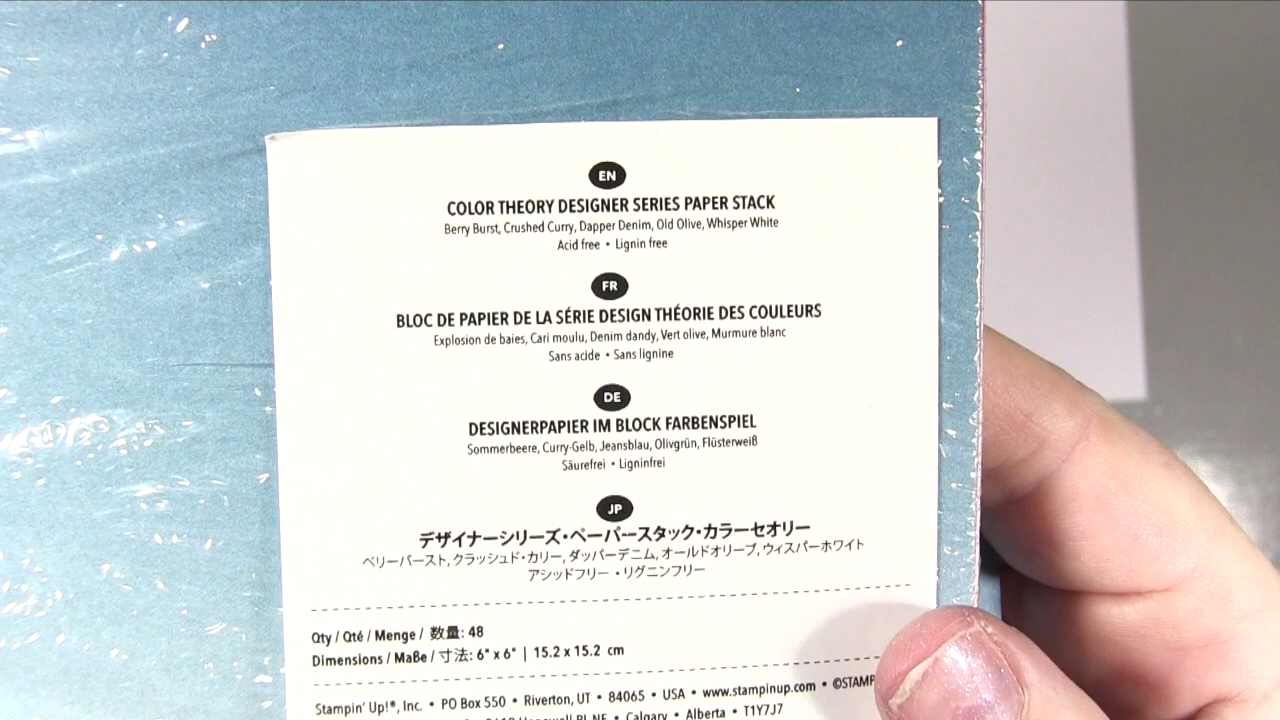 EN
COLOR THEORY DESIGNER SERIES PAPER STACK
Berry Burst, Crushed Curry, Dapper Denim, Old Olive, Whisper White
Acid free • Lignin free
FR
BLOC DE PAPIER DE LA SÉRIE DESIGN THÉORIE DES COULEURS
Explosion de baies, Cari moulu, Denim dandy, Vert olive, Murmure blanc
Sans acide • Sans lignine
DE
DESIGNERPAPIER IM BLOCK FARBENSPIEL
Sommerbeere, Curry-Gelb, Jeansblau, Olivgrün, Flüsterweiß
Säurefrei • Ligninfrei
JP
デザイナーシリーズ・ペーパースタック・カラーセオリー
ベリーバースト, クラッシュド・カリー, ダッパーデニム, オールドオリーブ, ウィスパーホワイト
アシッドフリー • リグニンフリー
Qty / Qté / Menge / 数量: 48
Dimensions / Maße / 寸法: 6" x 6" | 15.2 x 15.2 cm
Stampin' Up!®, Inc. • PO Box 550 • Riverton, UT • 84065 • USA • www.stampinup.com • ©STAMP
• Calgary • Alberta • T1Y7J7